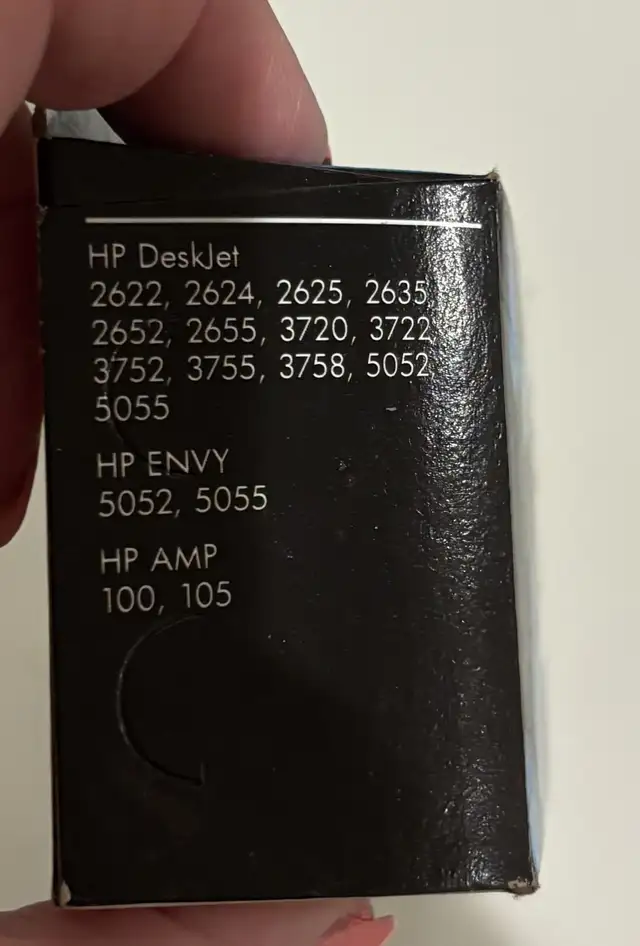 HP DeskJet
2622, 2624, 2625, 2635,
2652, 2655, 3720, 3722,
3752, 3755, 3758, 5052,
5055
HP ENVY
5052, 5055
HP AMP
100, 105